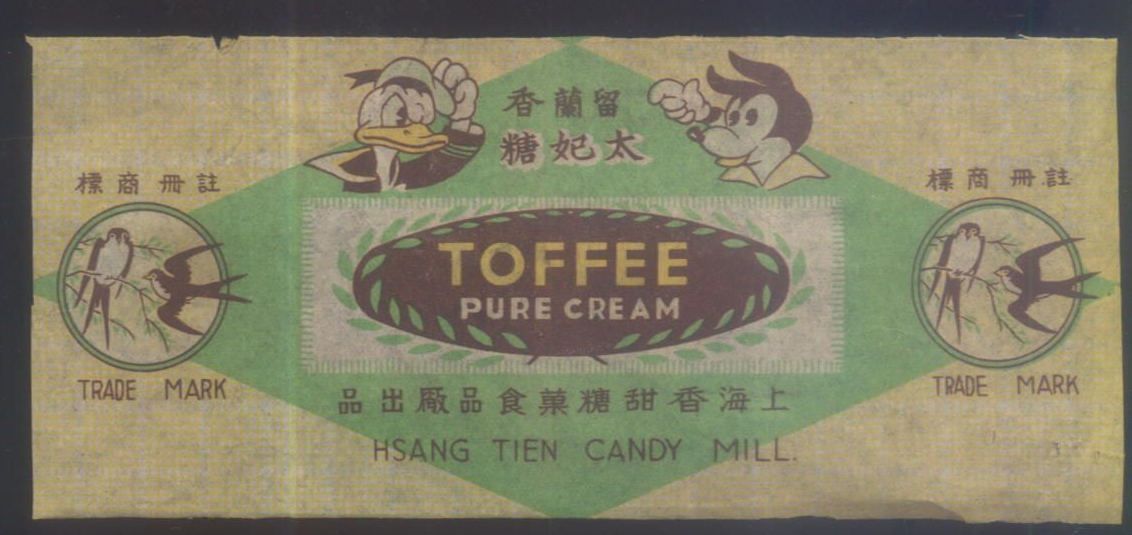 留蘭香
太妃糖
註冊商標
註冊商標
TOFFEE
PURE CREAM
TRADE MARK
TRADE MARK
上海香甜糖菓食品厰出品
HSANG TIEN CANDY MILL.